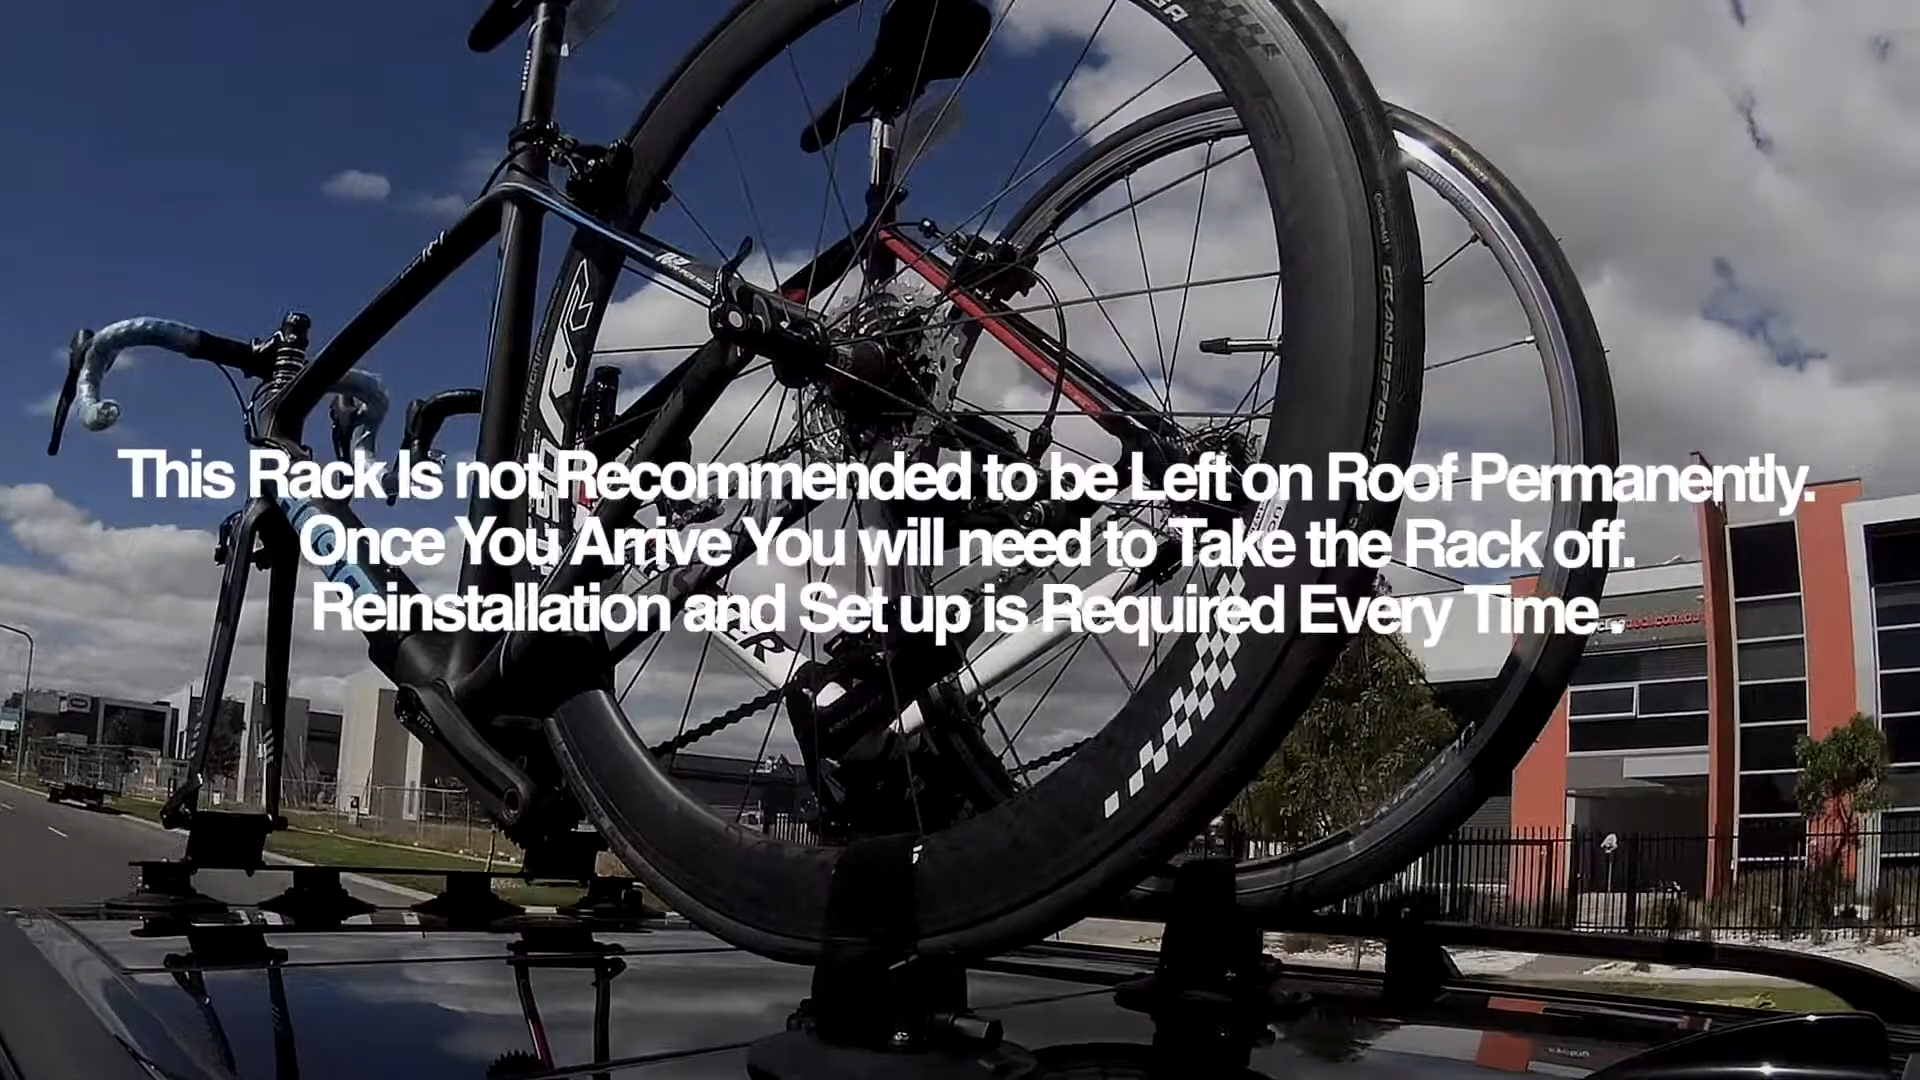 This Rack Is not Recommended to be Left on Roof Permanently.
Once You Arrive You will need to Take the Rack off.
Reinstallation and Set up is Required Every Time.